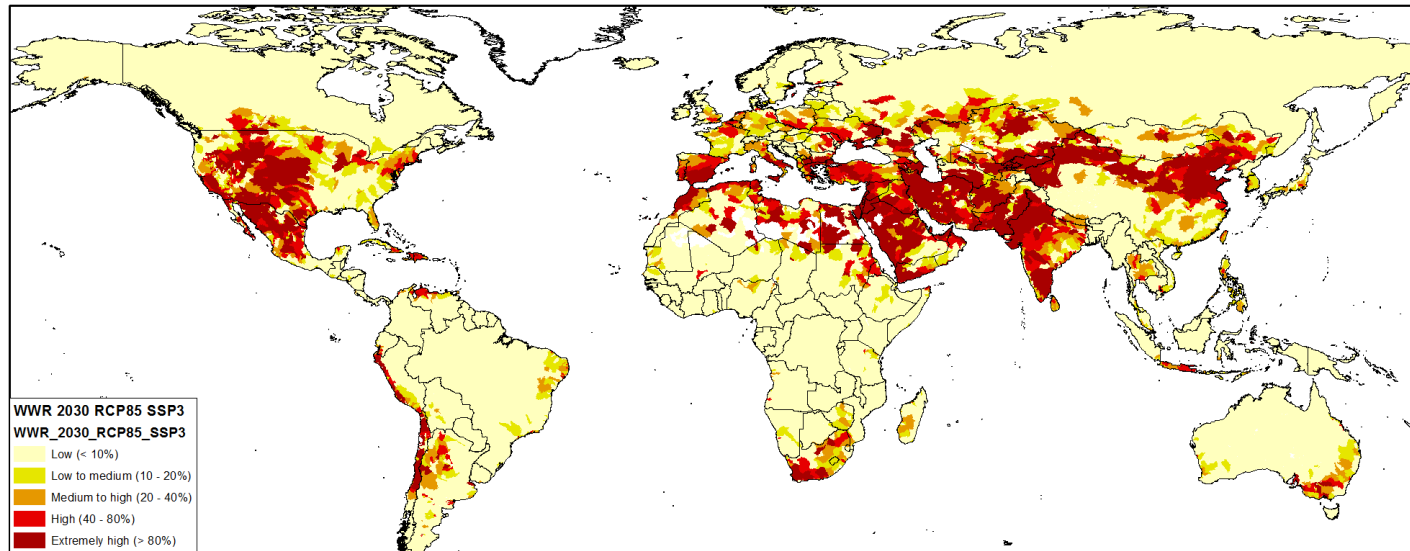 WWR 2030 RCP85 SSP3
WWR_2030_RCP85_SSP3
Low (< 10%)
Low to medium (10 - 20%)
Medium to high (20 - 40%)
High (40 - 80%)
Extremely high (> 80%)